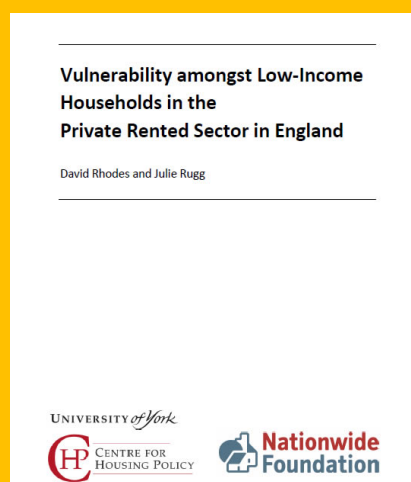 Vulnerability amongst Low-Income
Households in the
Private Rented Sector in England
David Rhodes and Julie Rugg
UNIVERSITY of York
CHP CENTRE FOR
HOUSING POLICY
Nationwide
Foundation